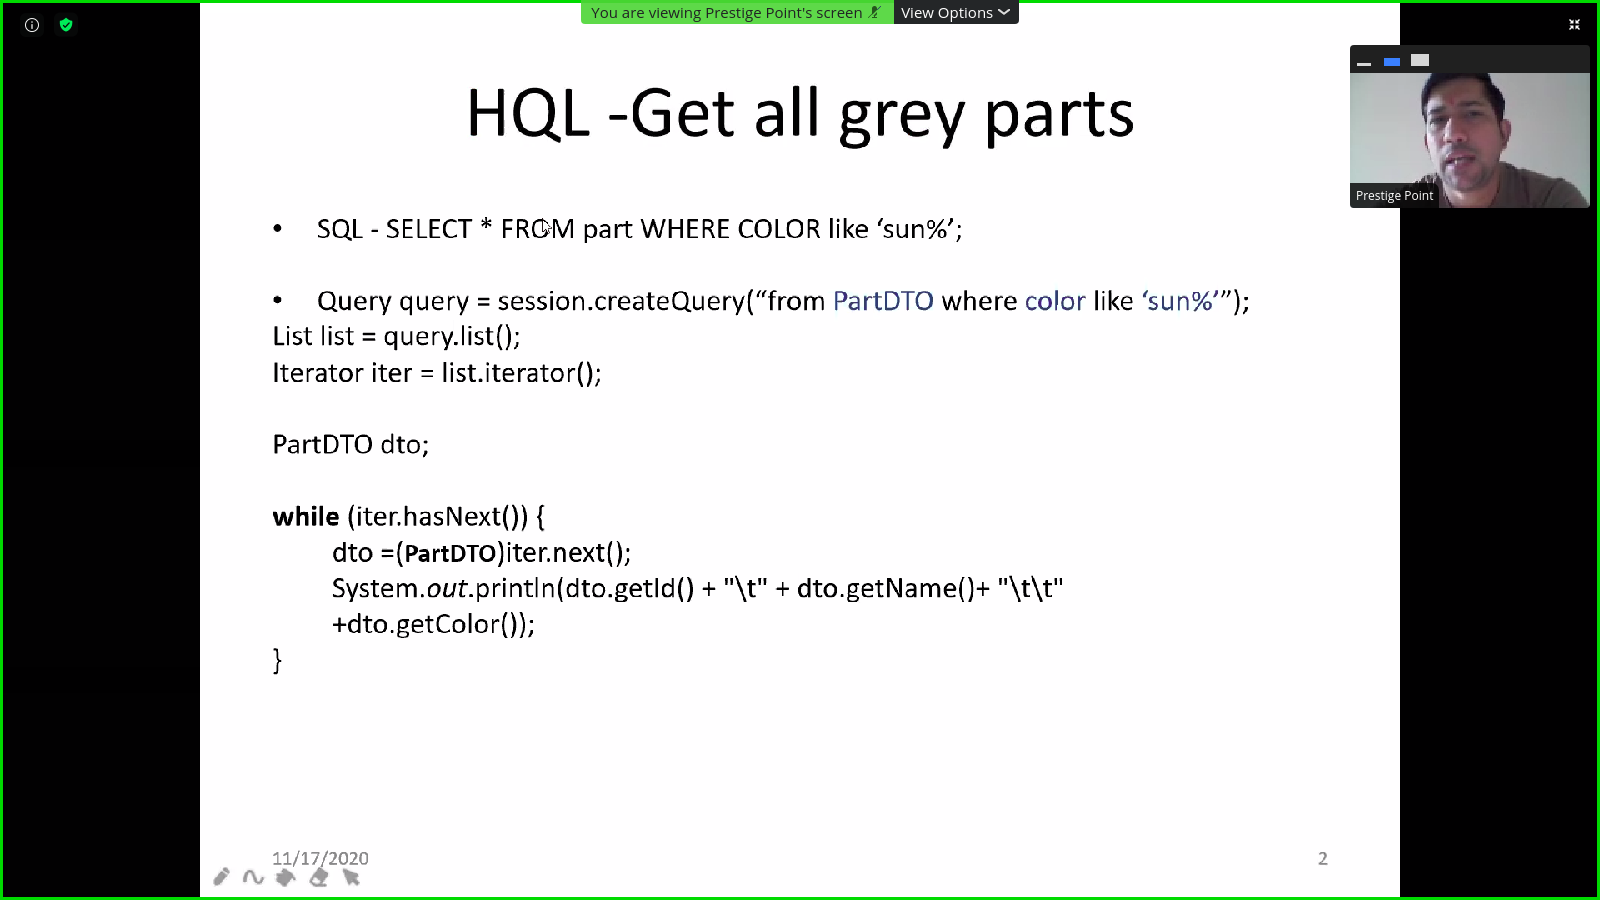 You are viewing Prestige Point's screen
View Options
HQL -Get all grey parts
Prestige Point
• SQL - SELECT * FROM part WHERE COLOR like ‘sun%’;
• Query query = session.createQuery(“from PartDTO where color like ‘sun%’”);
List list = query.list();
Iterator iter = list.iterator();
PartDTO dto;
while (iter.hasNext()) {
dto =(PartDTO)iter.next();
System.out.println(dto.getId() + "\t" + dto.getName()+ "\t\t"
+dto.getColor());
}
11/17/2020
2